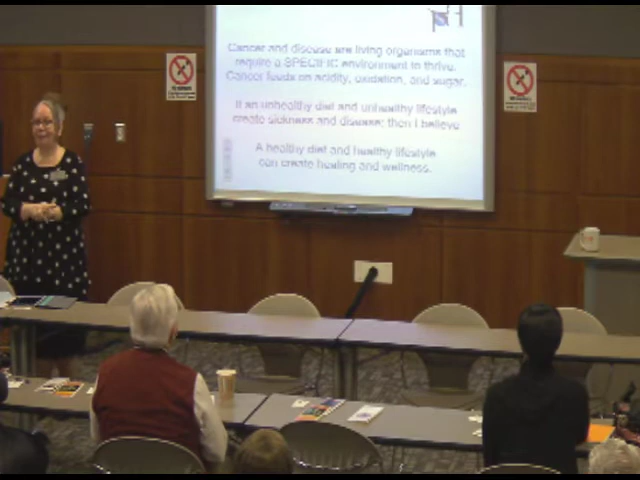 pH
Cancer and disease are living organisms that
require a SPECIFIC environment to thrive.
Cancer feeds on acidity, oxidation, and sugar.
If an unhealthy diet and unhealthy lifestyle
create sickness and disease; then I believe
A healthy diet and healthy lifestyle
can create healing and wellness.